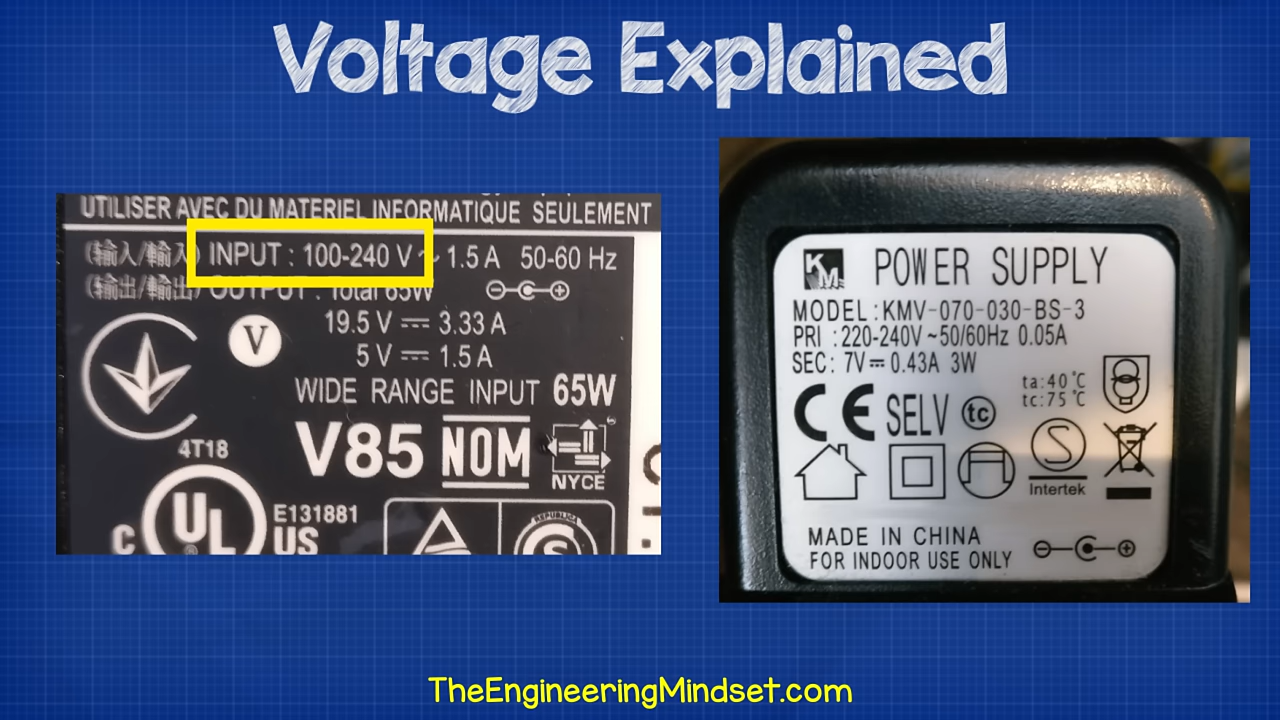 Voltage Explained
UTILISER AVEC DU MATERIEL INFORMATIQUE SEULEMENT
(输入/輸入) INPUT : 100-240 V ~ 1.5 A 50-60 Hz
(输出/輸出) OUTPUT : Total 65W
19.5 V ⎓ 3.33 A
5 V ⎓ 1.5 A
WIDE RANGE INPUT 65W
V
V85 NOM
NYCE
4T18
C UL US
E131881
REPUBLICA
S
KM
POWER SUPPLY
MODEL : KMV-070-030-BS-3
PRI : 220-240V ~50/60Hz 0.05A
SEC : 7V⎓ 0.43A 3W
ta:40℃
tc:75℃
CE SELV tc
S
Intertek
MADE IN CHINA
FOR INDOOR USE ONLY
TheEngineeringMindset.com